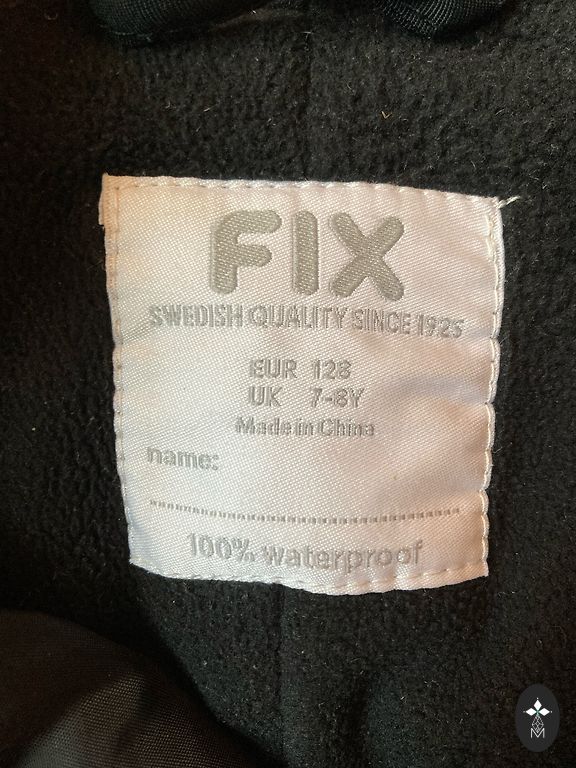 FIX
SWEDISH QUALITY SINCE 1925
EUR 128
UK 7-8Y
Made in China
name:
100% waterproof
M